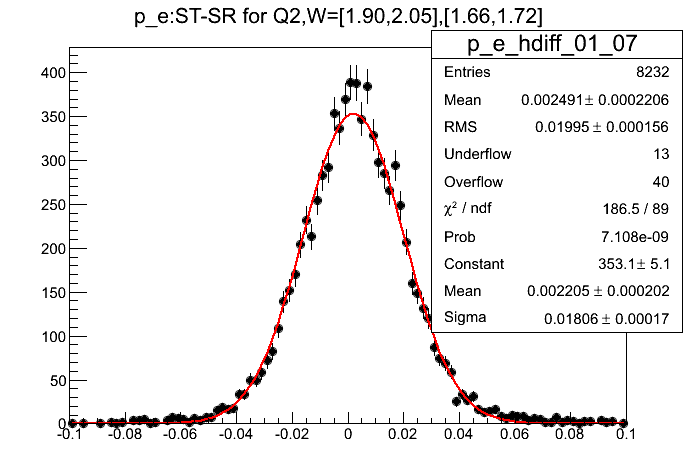 p_e:ST-SR for Q2,W=[1.90,2.05],[1.66,1.72]
p_e_hdiff_01_07
Entries 8232
Mean 0.002491± 0.0002206
RMS 0.01995 ± 0.000156
Underflow 13
Overflow 40
χ² / ndf 186.5 / 89
Prob 7.108e-09
Constant 353.1± 5.1
Mean 0.002205 ± 0.000202
Sigma 0.01806 ± 0.00017
400
350
300
250
200
150
100
50
0
-0.1 -0.08 -0.06 -0.04 -0.02 0 0.02 0.04 0.06 0.08 0.1